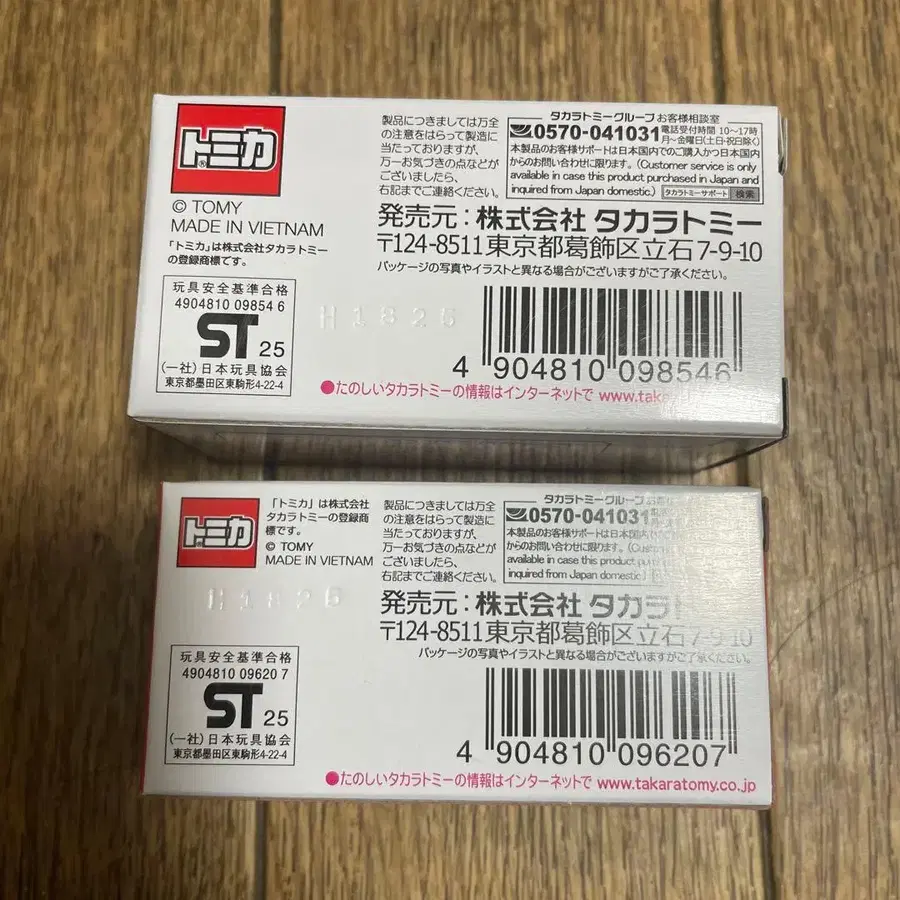 トミカ®
© TOMY
MADE IN VIETNAM
「トミカ」は株式会社タカラトミー
の登録商標です。
玩具安全基準合格
4904810 09854 6
ST 25
(一社)日本玩具協会
東京都墨田区東駒形4-22-4
製品につきましては万全
の注意をはらって製造に
当たっておりますが、
万一お気づきの点などが
ございましたら、
右記までご連絡ください。
タカラトミーグループ お客様相談室
0570-041031 電話受付時間 10〜17時
月〜金曜日(土日・祝日除く)
本製品のお客様サポートは日本国内でのご購入かつ日本国内
からのお問い合わせに限ります。(Customer service is only
available in case this product purchased in Japan and
inquired from Japan domestic.) タカラトミーサポート 検索
発売元:株式会社 タカラトミー
〒124-8511東京都葛飾区立石7-9-10
パッケージの写真やイラストと異なる場合がございますがご了承ください。
H1825
4 904810 098546
●たのしいタカラトミーの情報はインターネットで www.taka
トミカ
「トミカ」は株式会社
タカラトミーの登録商
標です。
© TOMY
MADE IN VIETNAM
H1826
玩具安全基準合格
4904810 09620 7
ST 25
(一社)日本玩具協会
東京都墨田区東駒形4-22-4
製品につきましては万全
の注意をはらって製造に
当たっておりますが、
万一お気づきの点などが
ございましたら、
右記までご連絡ください。
タカラトミーグループ お客
0570-041031
本製品のお客様サポートは日本国内で
からのお問い合わせに限ります。(Custom
available in case this product pur
inquired from Japan domestic.)
発売元:株式会社 タカラト
〒124-8511東京都葛飾区立石7-9-10
パッケージの写真やイラストと異なる場合がございますがご了承ください。
4 904810 096207
●たのしいタカラトミーの情報はインターネットで www.takaratomy.co.jp